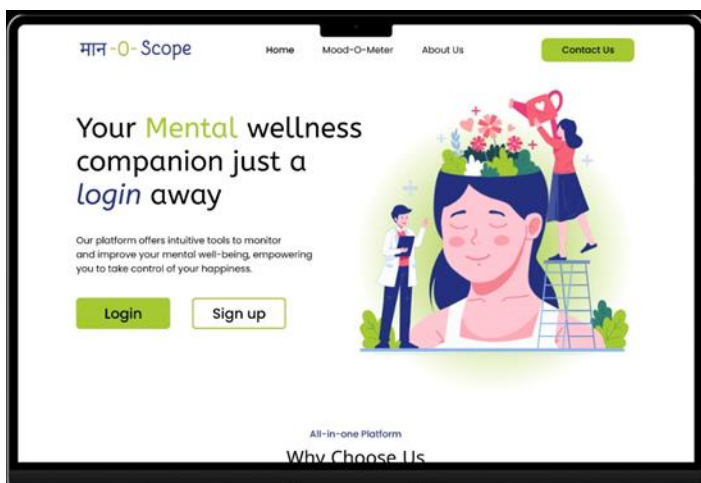 मान -O- Scope
Home
Mood-O-Meter
About Us
Contact Us
Your Mental wellness
companion just a
login away
Our platform offers intuitive tools to monitor
and improve your mental well-being, empowering
you to take control of your happiness.
Login
Sign up
All-in-one Platform
Why Choose Us